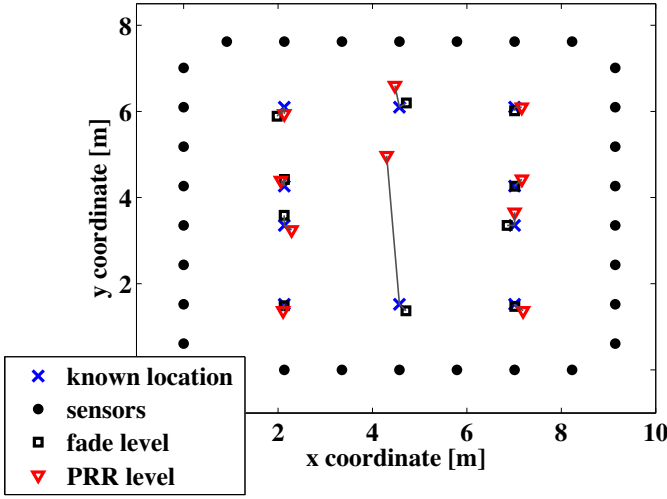 8
6
4
2
y coordinate [m]
2
4
6
8
10
x coordinate [m]
known location
sensors
fade level
PRR level